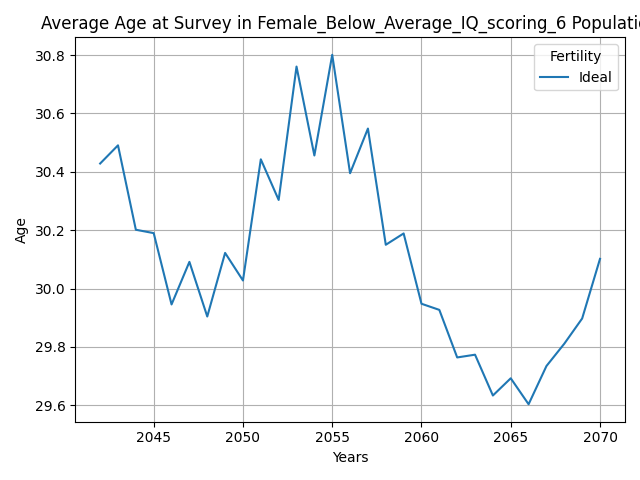 Average Age at Survey in Female_Below_Average_IQ_scoring_6 Populatio
Fertility
Ideal
30.8
30.6
30.4
30.2
30.0
29.8
29.6
Age
2045 2050 2055 2060 2065 2070
Years